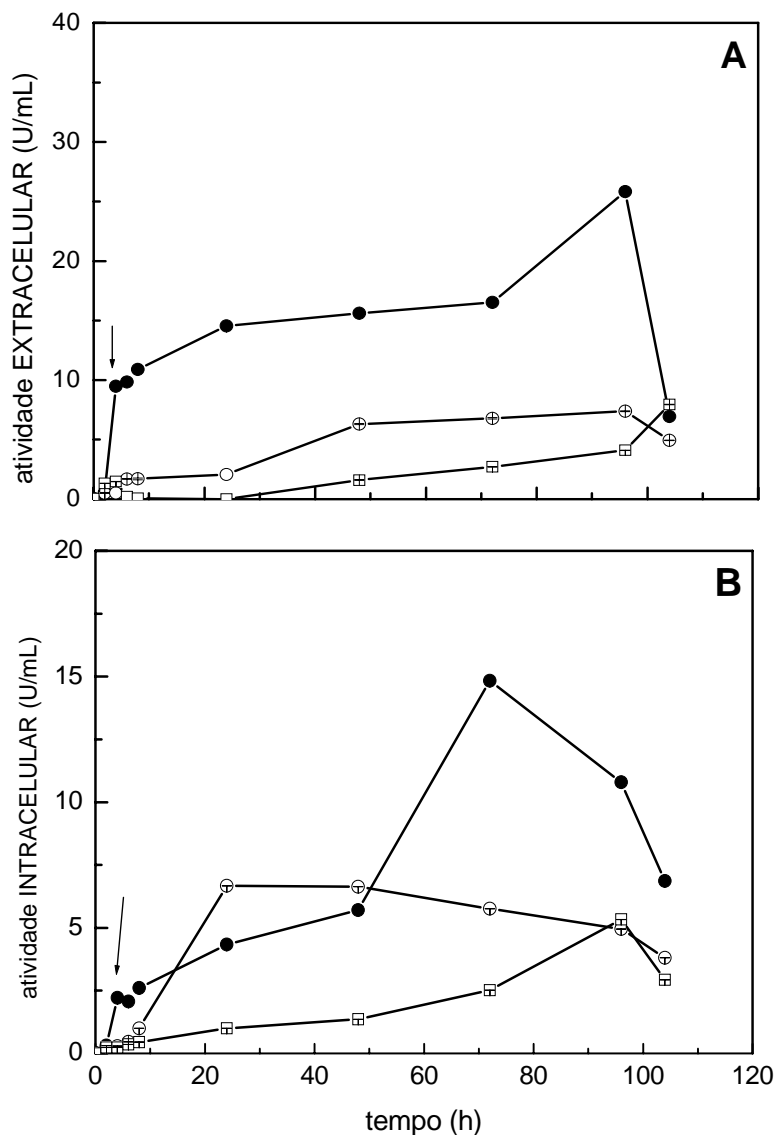 40
A
30
20
10
0
atividade EXTRACELULAR (U/mL)
20
B
15
10
5
0
atividade INTRACELULAR (U/mL)
0 20 40 60 80 100 120
tempo (h)